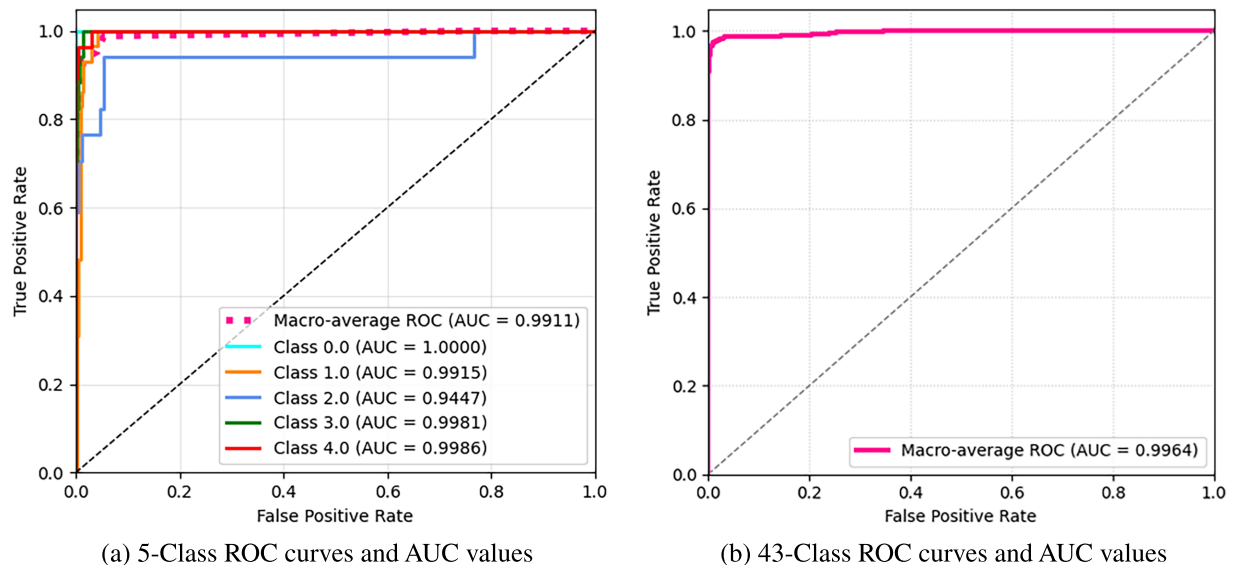 1.0
0.8
0.6
0.4
0.2
0.0
True Positive Rate
Macro-average ROC (AUC = 0.9911)
Class 0.0 (AUC = 1.0000)
Class 1.0 (AUC = 0.9915)
Class 2.0 (AUC = 0.9447)
Class 3.0 (AUC = 0.9981)
Class 4.0 (AUC = 0.9986)
0.0 0.2 0.4 0.6 0.8 1.0
False Positive Rate
(a) 5-Class ROC curves and AUC values
1.0
0.8
0.6
0.4
0.2
0.0
True Positive Rate
Macro-average ROC (AUC = 0.9964)
0.0 0.2 0.4 0.6 0.8 1.0
False Positive Rate
(b) 43-Class ROC curves and AUC values